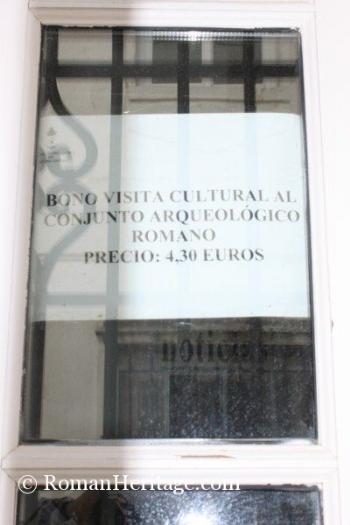 BONO VISITA CULTURAL AL
CONJUNTO ARQUEOLÓGICO
ROMANO
PRECIO: 4,30 EUROS
© RomanHeritage.com